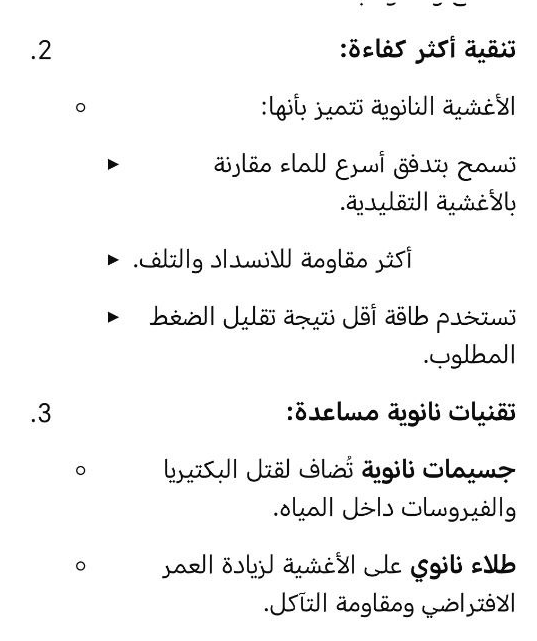 2. تنقية أكثر كفاءة:
○ الأغشية النانوية تتميز بأنها:
▸ تسمح بتدفق أسرع للماء مقارنة
بالأغشية التقليدية.
▸ أكثر مقاومة للانسداد والتلف.
▸ تستخدم طاقة أقل نتيجة تقليل الضغط
المطلوب.
3. تقنيات نانوية مساعدة:
○ جسيمات نانوية تُضاف لقتل البكتيريا
والفيروسات داخل المياه.
○ طلاء نانوي على الأغشية لزيادة العمر
الافتراضي ومقاومة التآكل.